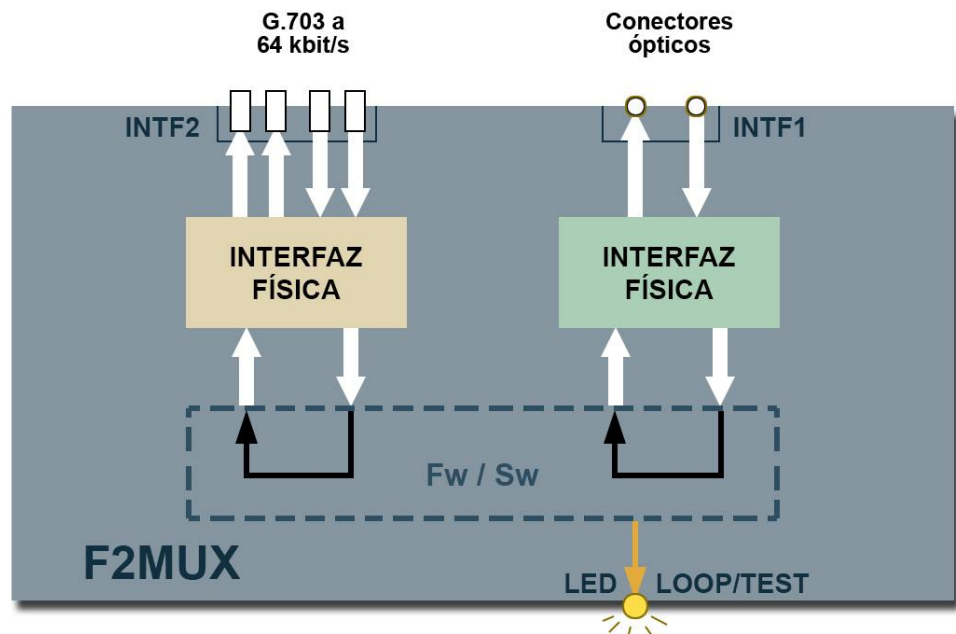 G.703 a
64 kbit/s
Conectores
ópticos
INTF2
INTF1
INTERFAZ
FÍSICA
INTERFAZ
FÍSICA
Fw / Sw
F2MUX
LED LOOP/TEST